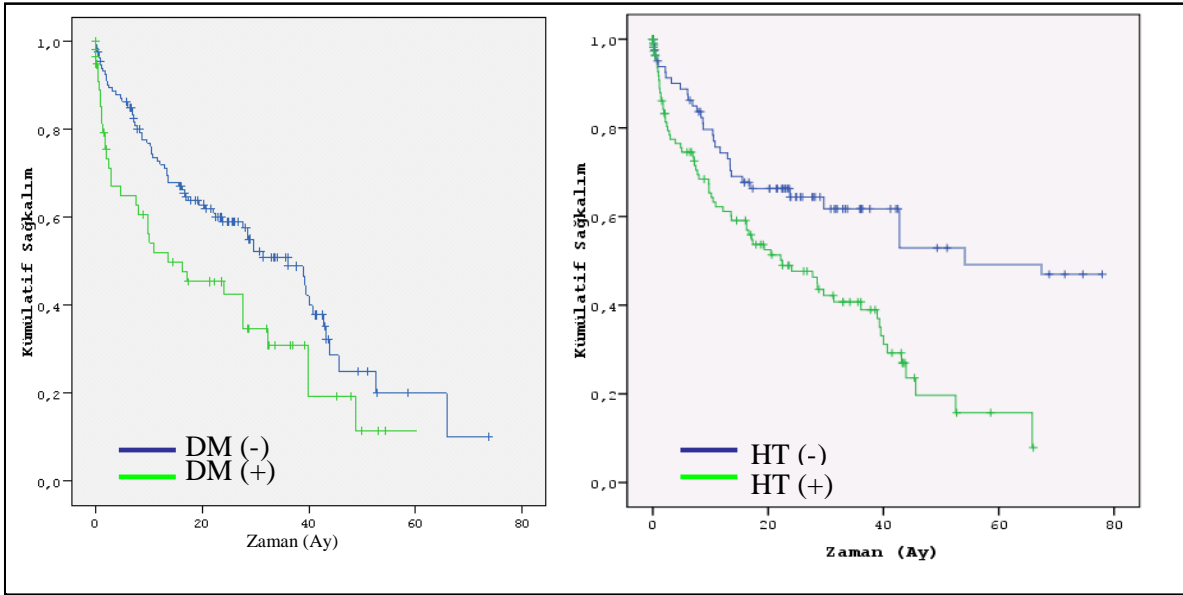 1,0
0,8
0,6
0,4
0,2
0,0
Kümülatif Sağkalım
DM (-)
DM (+)
0 20 40 60 80
Zaman (Ay)
1,0
0,8
0,6
0,4
0,2
0,0
Kümülatif Sağkalım
HT (-)
HT (+)
0 20 40 60 80
Zaman (Ay)